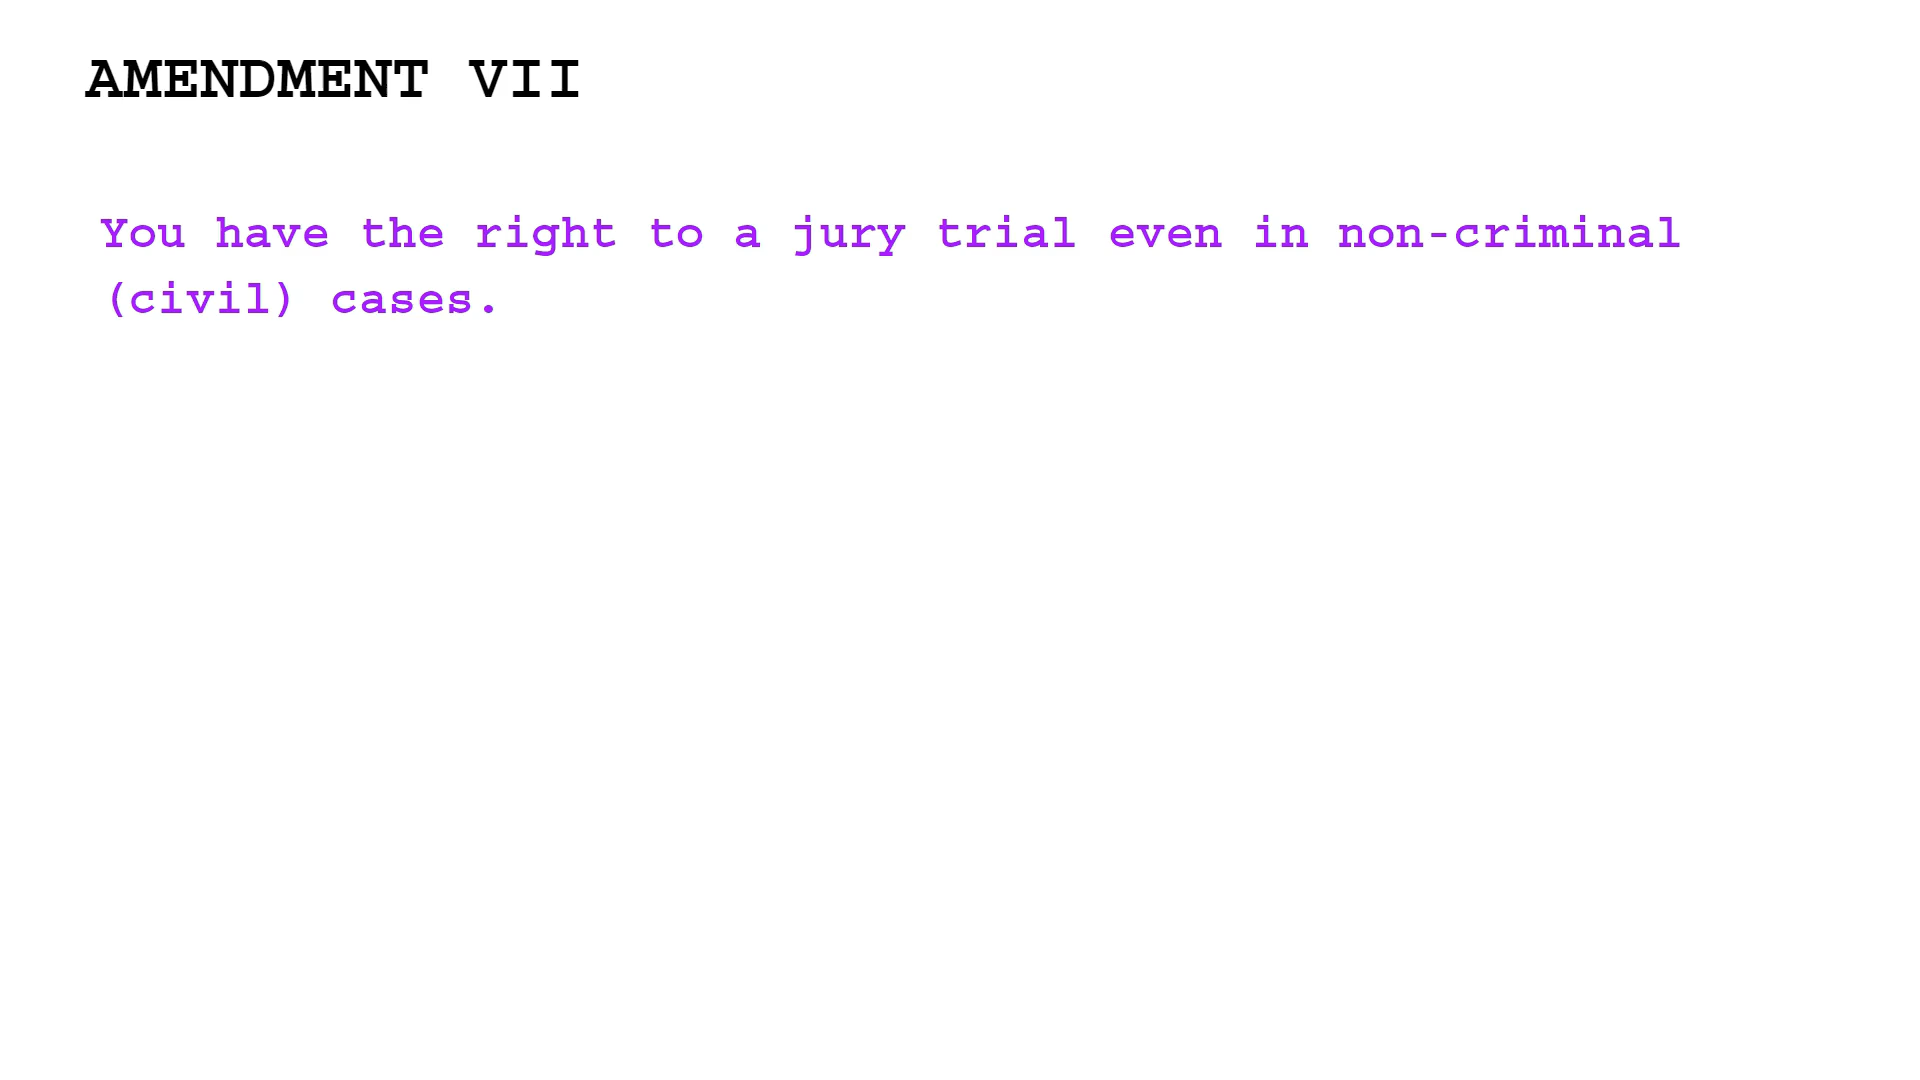 AMENDMENT VII
You have the right to a jury trial even in non-criminal
(civil) cases.